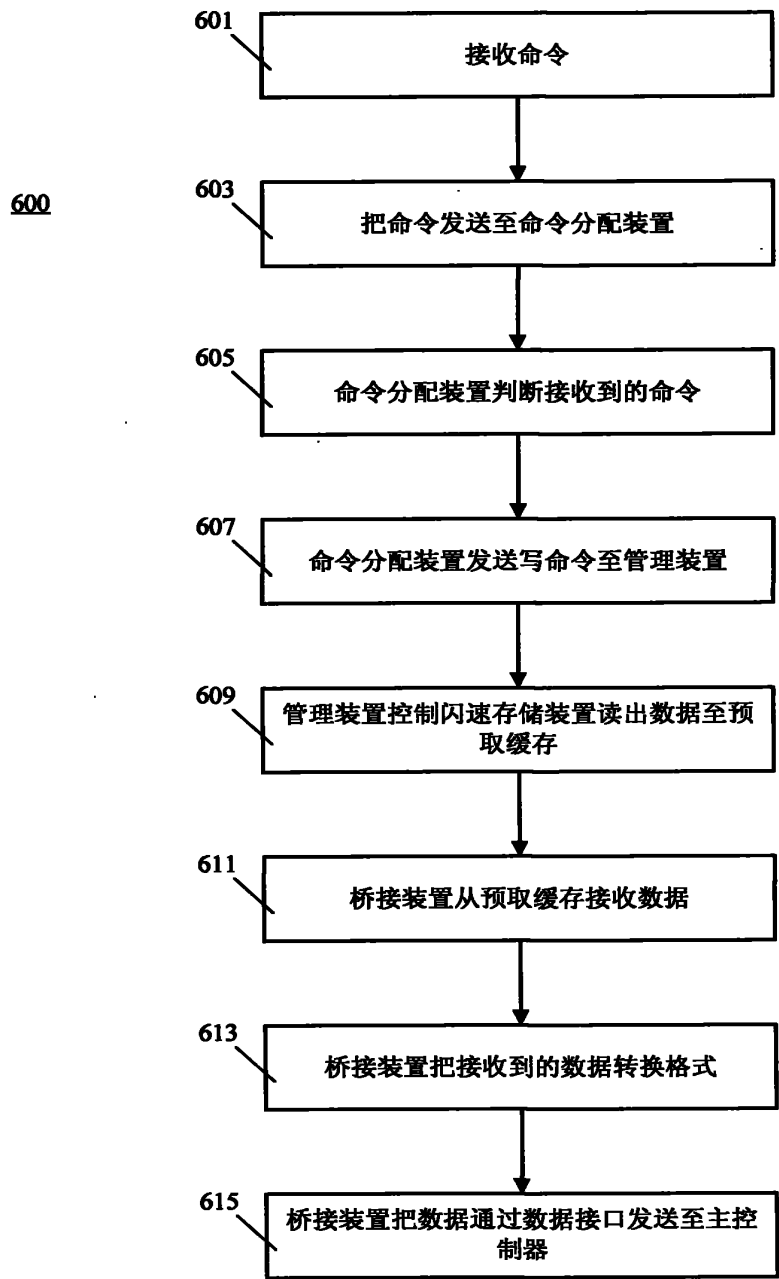 601
接收命令
600
603
把命令发送至命令分配装置
605
命令分配装置判断接收到的命令
607
命令分配装置发送写命令至管理装置
609
管理装置控制闪速存储装置读出数据至预
取缓存
611
桥接装置从预取缓存接收数据
613
桥接装置把接收到的数据转换格式
615
桥接装置把数据通过数据接口发送至主控
制器